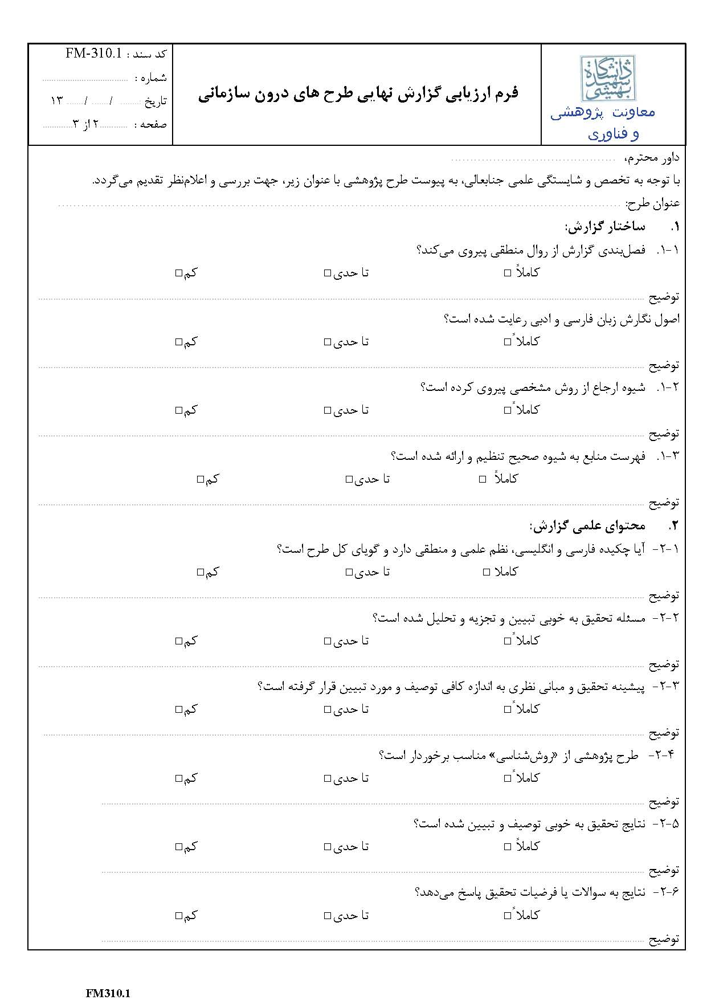 دانشگاه
شهید
بهشتی
معاونت پژوهشی
و فناوری
فرم ارزیابی گزارش نهایی طرح های درون سازمانی
کد سند : FM-310.1
شماره : ......................................
تاریخ : ......... / ........ / ........ ۱۳
صفحه : ............۲ از ۳.............
داور محترم، ..........................................
با توجه به تخصص و شایستگی علمی جنابعالی، به پیوست طرح پژوهشی با عنوان زیر، جهت بررسی و اعلام‌نظر تقدیم می‌گردد.
عنوان طرح: ..........................................................................................
۱. ساختار گزارش:
۱-۱. فصل‌بندی گزارش از روال منطقی پیروی می‌کند؟
کاملاً □ تا حدی□ کم□
توضیح ..........................................................................................
اصول نگارش زبان فارسی و ادبی رعایت شده است؟
کاملاً□ تا حدی□ کم□
توضیح ..........................................................................................
۱-۲. شیوه ارجاع از روش مشخصی پیروی کرده است؟
کاملاً□ تا حدی□ کم□
توضیح ..........................................................................................
۱-۳. فهرست منابع به شیوه صحیح تنظیم و ارائه شده است؟
کاملاً □ تا حدی□ کم□
توضیح ..........................................................................................
۲. محتوای علمی گزارش:
۲-۱- آیا چکیده فارسی و انگلیسی، نظم علمی و منطقی دارد و گویای کل طرح است؟
کاملا □ تا حدی□ کم□
توضیح ..........................................................................................
۲-۲- مسئله تحقیق به خوبی تبیین و تجزیه و تحلیل شده است؟
کاملاً□ تا حدی□ کم□
توضیح ..........................................................................................
۲-۳- پیشینه تحقیق و مبانی نظری به اندازه کافی توصیف و مورد تبیین قرار گرفته است؟
کاملاً□ تا حدی□ کم□
توضیح ..........................................................................................
۲-۴- طرح پژوهشی از «روش‌شناسی» مناسب برخوردار است؟
کاملاً□ تا حدی□ کم□
توضیح ..........................................................................................
۲-۵- نتایج تحقیق به خوبی توصیف و تبیین شده است؟
کاملاً □ تا حدی□ کم□
توضیح ..........................................................................................
۲-۶- نتایج به سوالات یا فرضیات تحقیق پاسخ می‌دهد؟
کاملاً□ تا حدی□ کم□
توضیح ..........................................................................................
FM310.1